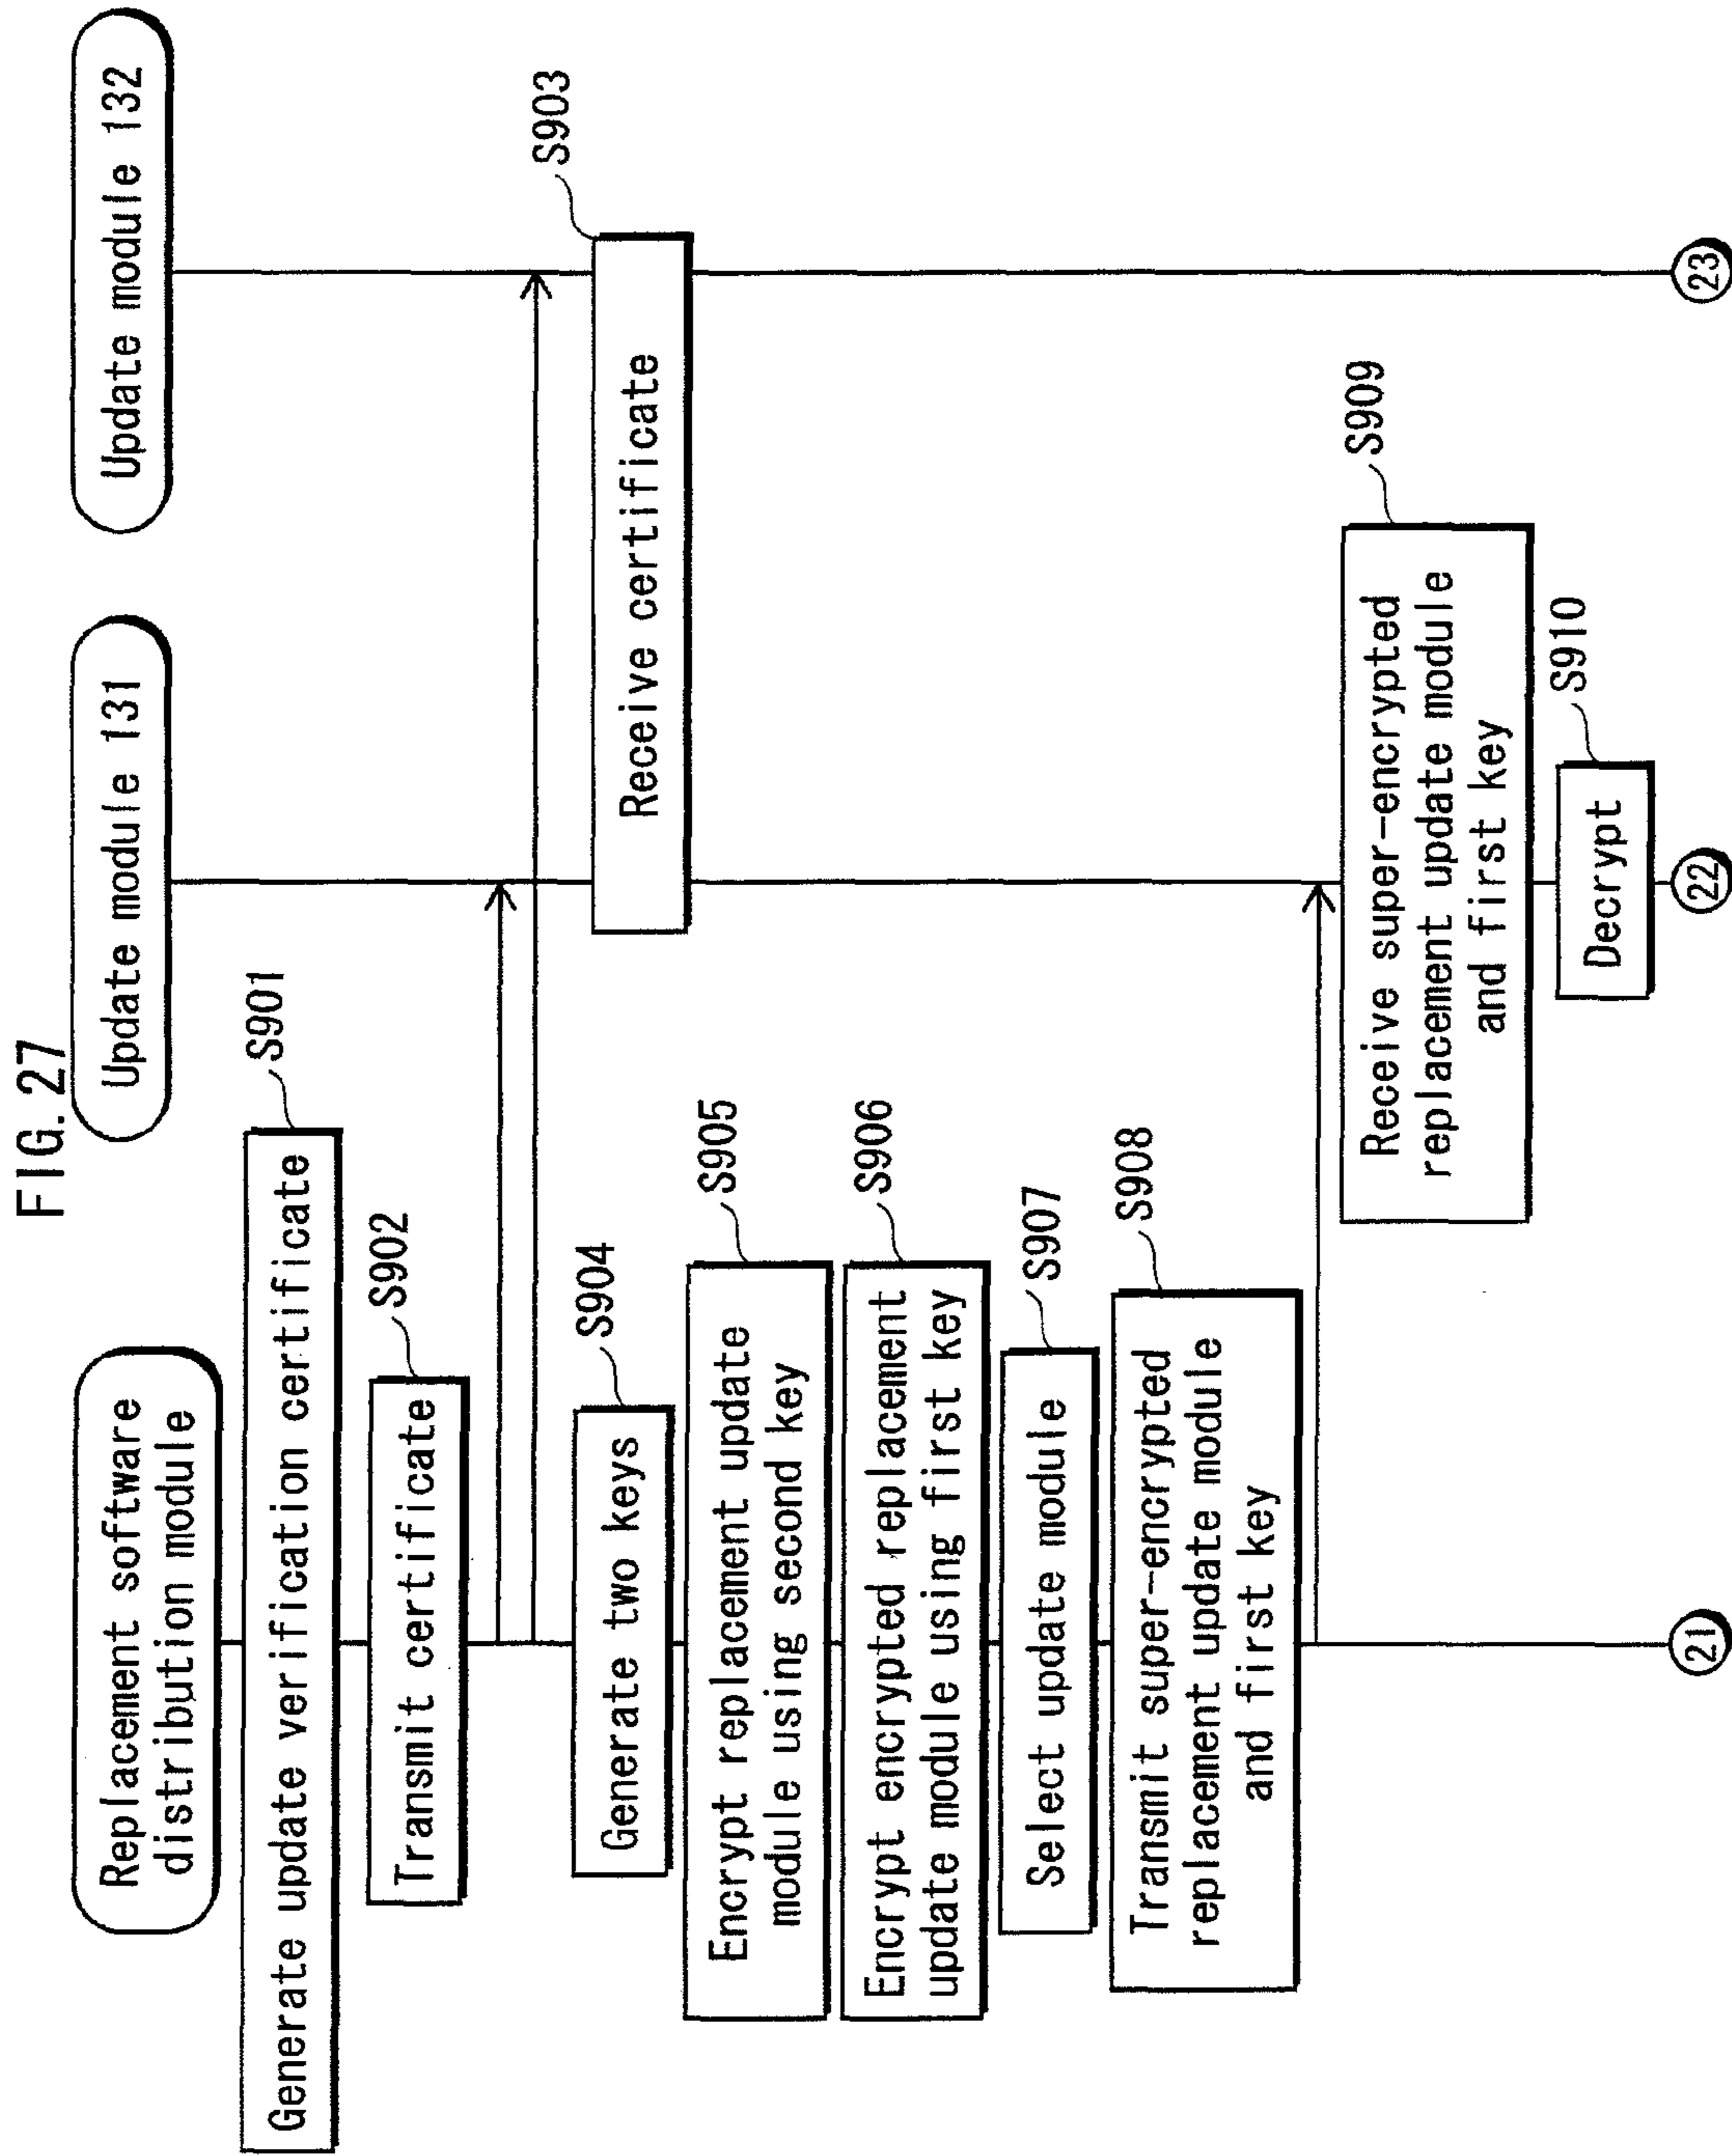 FIG. 27
Replacement software
distribution module
Update module 131
Update module 132
Generate update verification certificate
S901
Transmit certificate
S902
Receive certificate
S903
Generate two keys
S904
Encrypt replacement update
module using second key
S905
Encrypt encrypted replacement
update module using first key
S906
Select update module
S907
Transmit super-encrypted
replacement update module
and first key
S908
Receive super-encrypted
replacement update module
and first key
S909
Decrypt
S910
21
22
23